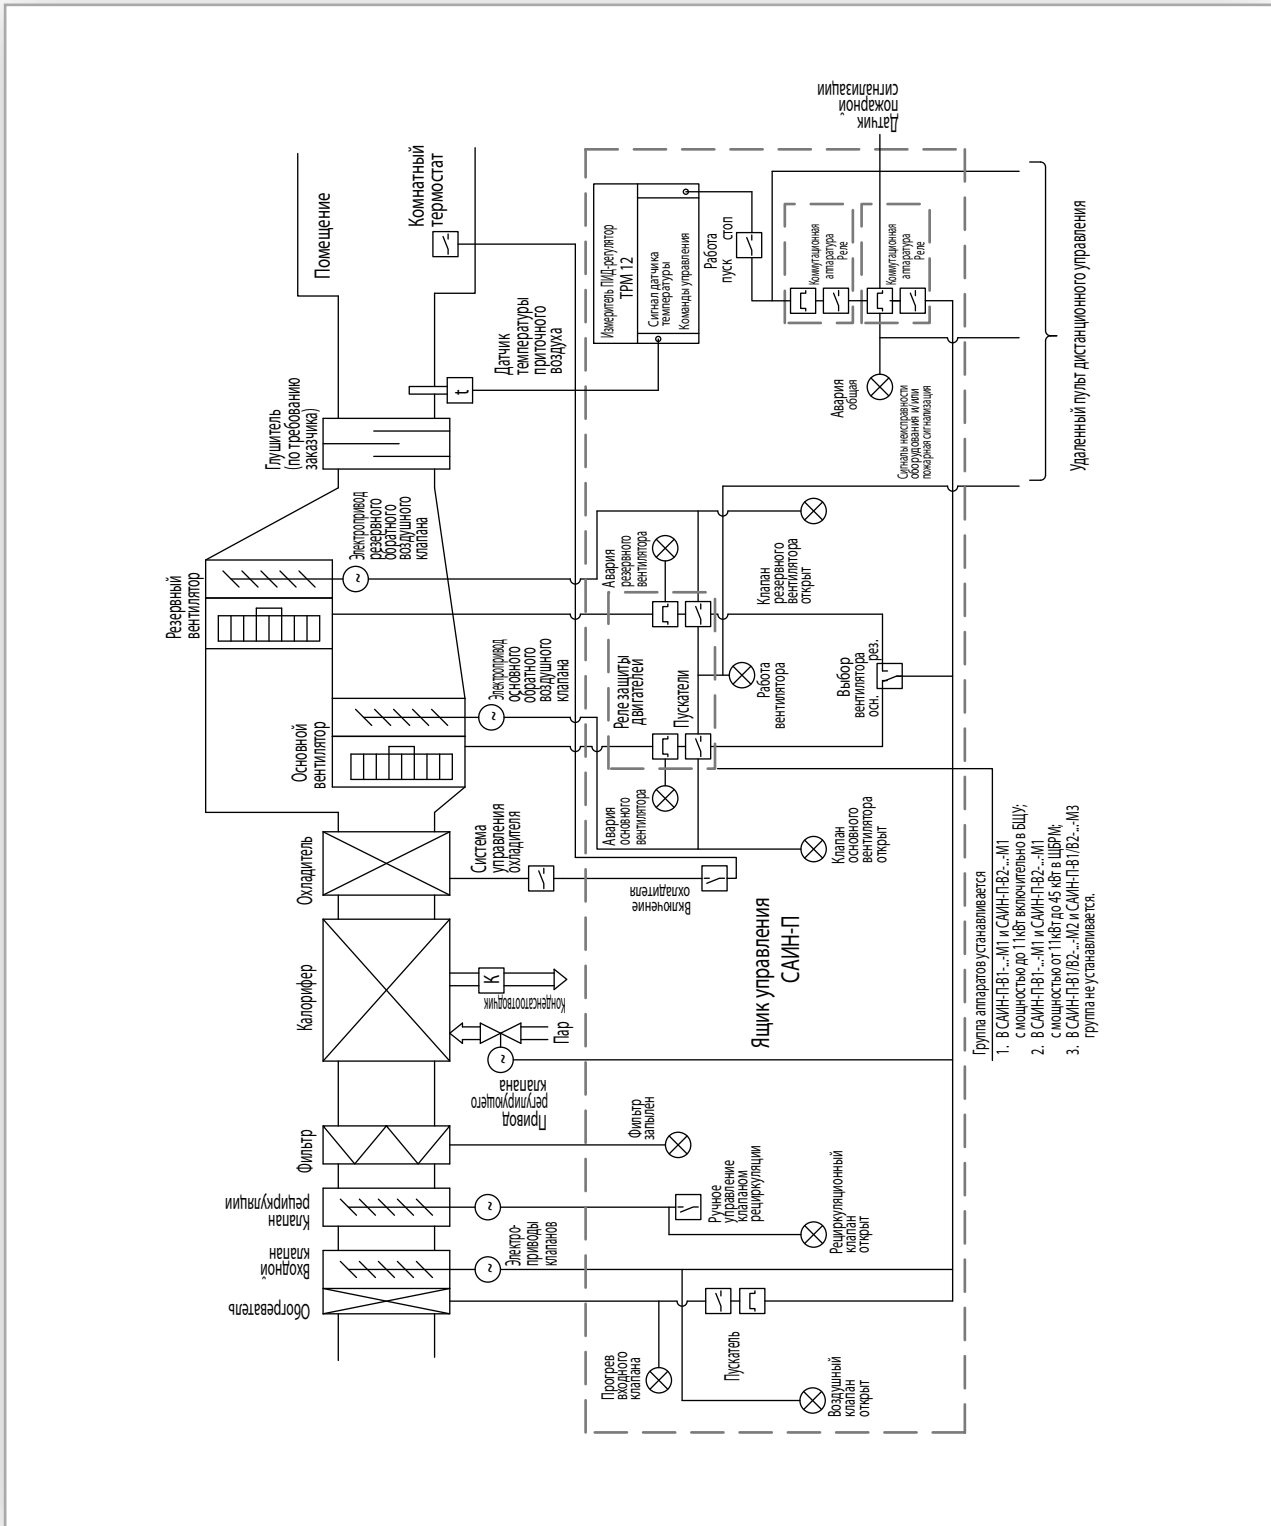 Помещение
Комнатный
термостат
Глушитель
(по требованию
заказчика)
Датчик
температуры
приточного
воздуха
t
Резервный
вентилятор
Электропривод
резервного
обратного
воздушного
клапана
~
Основной
вентилятор
Электропривод
основного
обратного
воздушного
клапана
~
Охладитель
Система
управления
охладителя
Калорифер
К
Конденсатоотводчик
Пар
~
Привод
регулирующего
клапана
Фильтр
Клапан
рециркуляции
~
Входной
клапан
~
Электро-
приводы
клапанов
Обогреватель
Датчик
пожарной
сигнализации
Измеритель ПИД-регулятор
ТРМ 12
Сигнал датчика
температуры
Команды управления
Работа
пуск стоп
Коммутационная
аппаратура
Реле
Коммутационная
аппаратура
Реле
Авария
общая
Сигналы неисправности
оборудования и/или
пожарная сигнализация
Удаленный пульт дистанционного управления
Авария
резервного
вентилятора
Клапан
резервного
вентилятора
открыт
Реле защиты
двигателей
Пускатели
Работа
вентилятора
Выбор
вентилятора
осн. рез.
Авария
основного
вентилятора
Клапан
основного
вентилятора
открыт
Включение
охладителя
Ящик управления
САИН-П
Фильтр
запылен
Ручное
управление
клапаном
рециркуляции
Рециркуляционный
клапан
открыт
Пускатель
Прогрев
входного
клапана
Воздушный
клапан
открыт
Группа аппаратов устанавливается
1. В САИН-П-В1-...-М1 и САИН-П-В2-...-М1
с мощностью до 11кВт включительно в БЩУ;
2. В САИН-П-В1-...-М1 и САИН-П-В2-...-М1
с мощностью от 11кВт до 45 кВт в ЩБРМ;
3. В САИН-П-В1/В2-...-М2 и САИН-П-В1/В2-...-М3
группа не устанавливается.